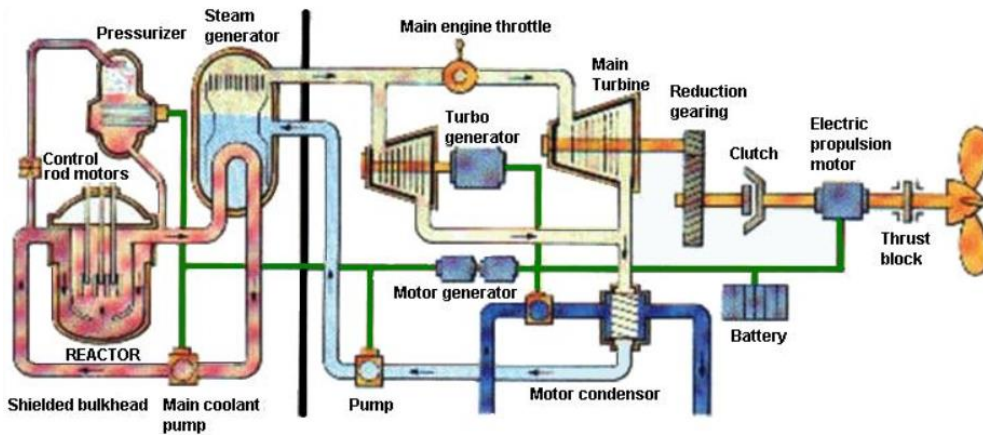 Pressurizer
Steam
generator
Main engine throttle
Main
Turbine
Reduction
gearing
Electric
propulsion
motor
Turbo
generator
Clutch
Control
rod motors
Thrust
block
Motor generator
Battery
REACTOR
Shielded bulkhead
Main coolant
pump
Pump
Motor condensor